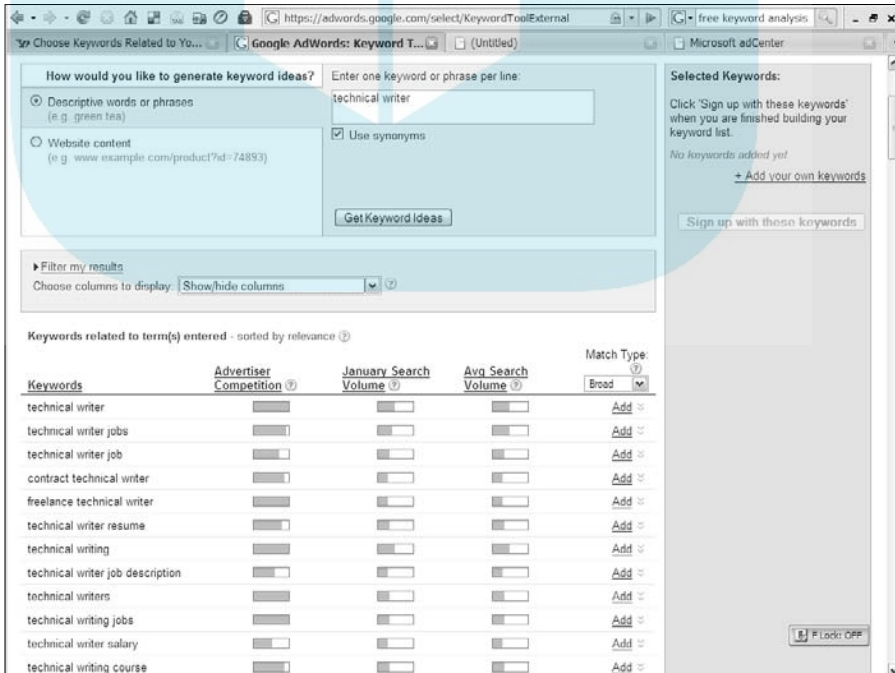 https://adwords.google.com/select/KeywordToolExternal
free keyword analysis
Choose Keywords Related to Yo...
Google AdWords: Keyword T...
(Untitled)
Microsoft adCenter
How would you like to generate keyword ideas?
Descriptive words or phrases
(e.g. green tea)
Website content
(e.g. www.example.com/product?id=74893)
Enter one keyword or phrase per line:
technical writer
Use synonyms
Get Keyword Ideas
Selected Keywords:
Click 'Sign up with these keywords'
when you are finished building your
keyword list.
No keywords added yet
+ Add your own keywords
Sign up with these keywords
Filter my results
Choose columns to display: Show/hide columns
Keywords related to term(s) entered - sorted by relevance
Keywords
Advertiser
Competition
January Search
Volume
Avg Search
Volume
Match Type:
Broad
technical writer Add
technical writer jobs Add
technical writer job Add
contract technical writer Add
freelance technical writer Add
technical writer resume Add
technical writing Add
technical writer job description Add
technical writers Add
technical writing jobs Add
technical writer salary Add
technical writing course Add
F Lock: OFF